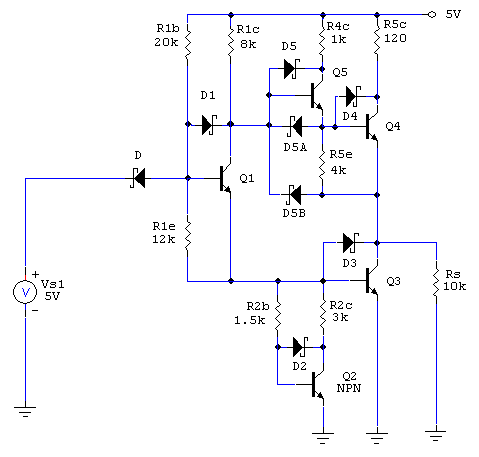 5V
R1b
20k
R1c
8k
R4c
1k
R5c
120
D5
Q5
D1
D4
Q4
D5A
D
Q1
R5e
4k
D5B
R1e
12k
D3
Q3
Rs
10k
+
Vs1
V
5V
-
R2b
1.5k
R2c
3k
D2
Q2
NPN